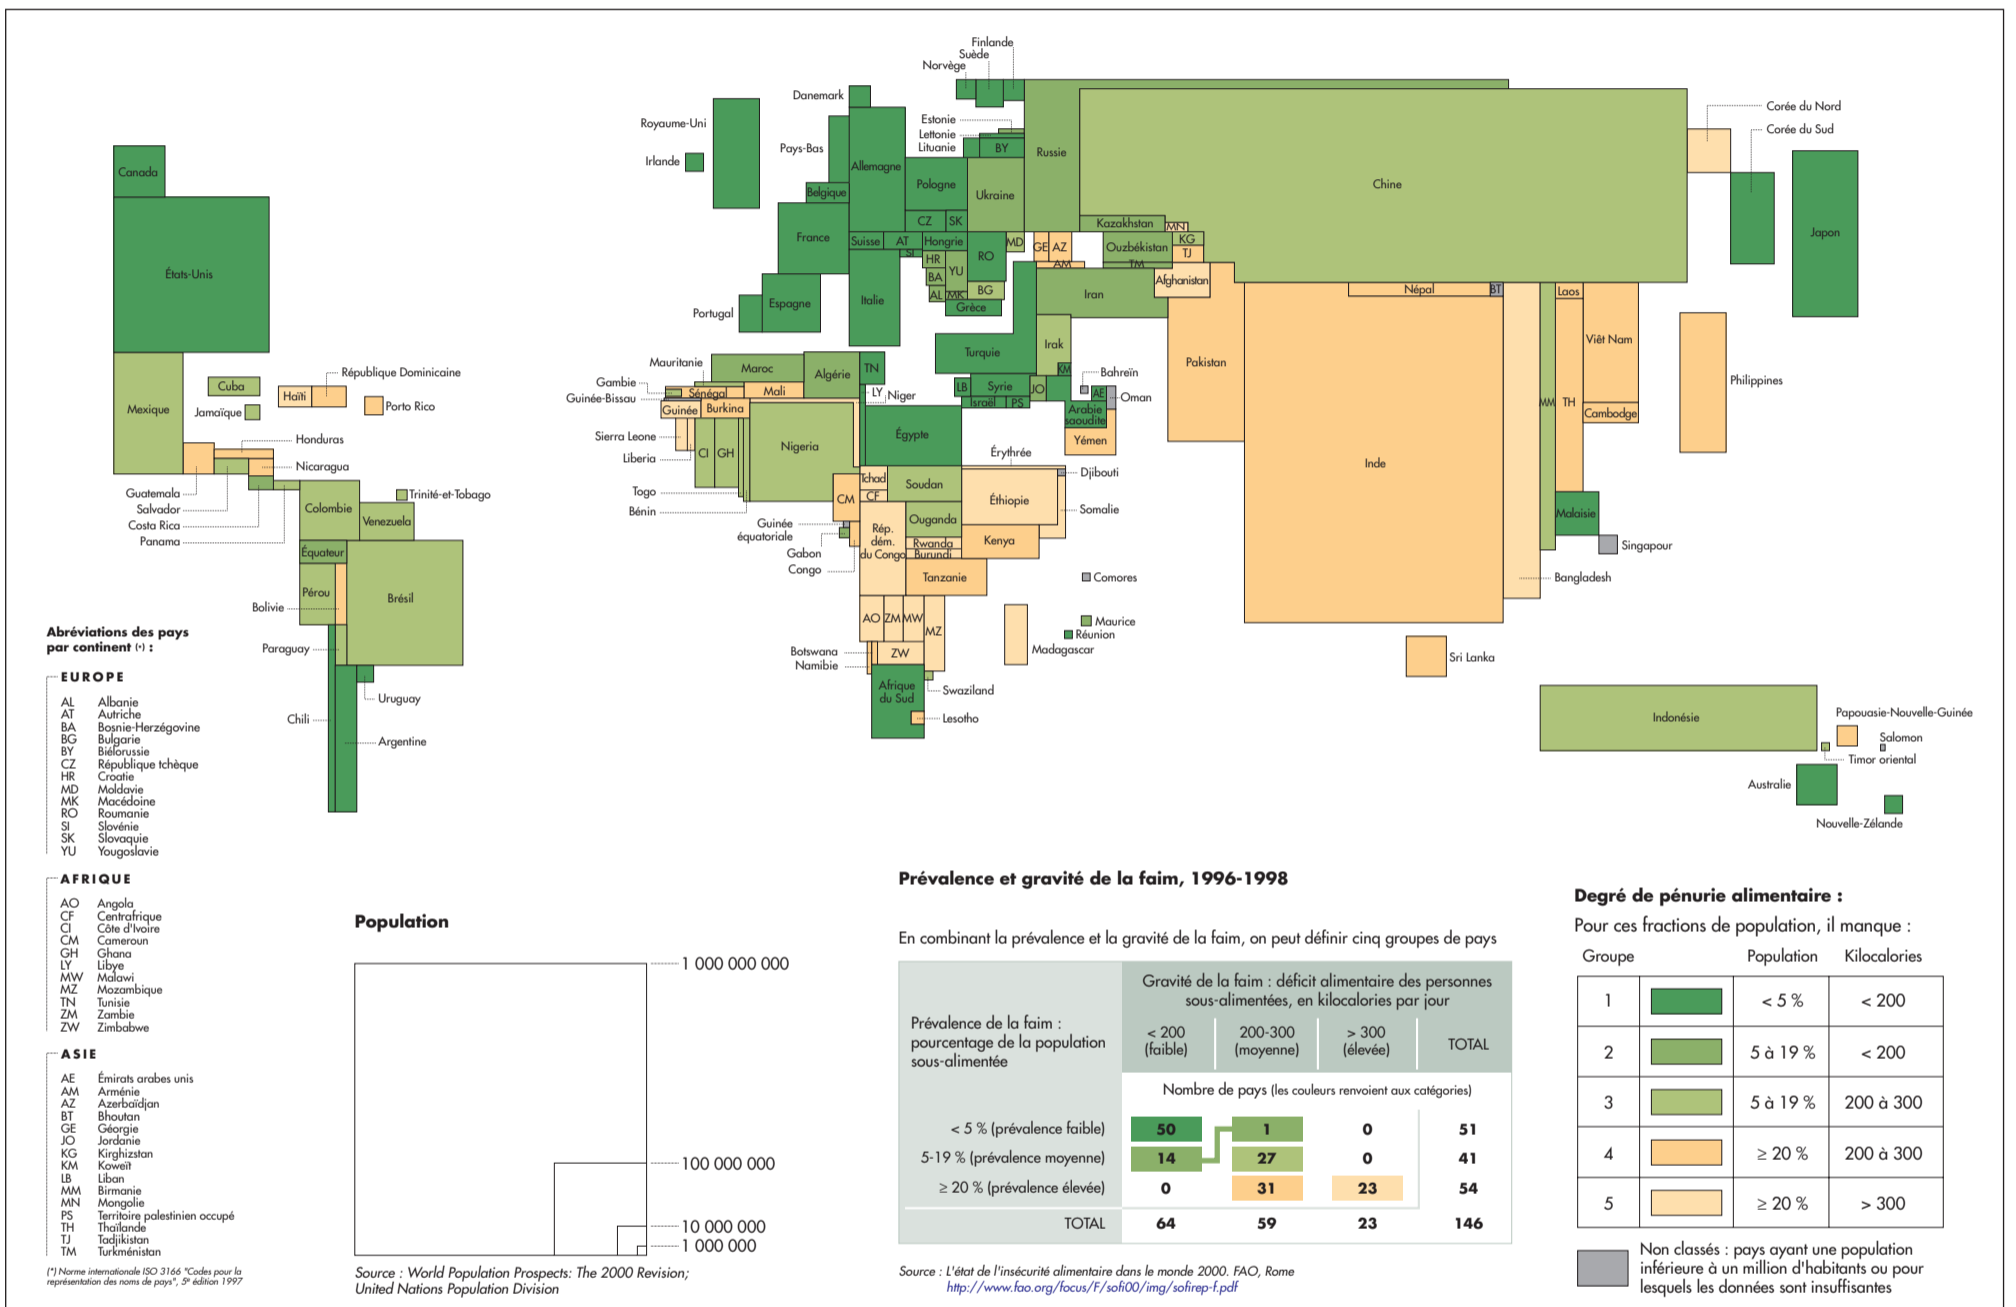 Finlande
Suède
Norvège
Danemark
Royaume-Uni
Irlande
Pays-Bas
Belgique
Allemagne
Estonie
Lettonie
Lituanie
BY
Pologne
Ukraine
Russie
Chine
Corée du Nord
Corée du Sud
Japon
Canada
États-Unis
France
Suisse
AT
SI
CZ
SK
Hongrie
HR
BA
YU
AL
MK
RO
MD
BG
Grèce
Italie
Espagne
Portugal
GE
AZ
AM
Kazakhstan
MN
Ouzbékistan
KG
TJ
TM
Afghanistan
Iran
Irak
Turquie
KM
LB
Syrie
JO
Israël
PS
Bahreïn
AE
Oman
Arabie
saoudite
Yémen
Pakistan
Inde
Népal
BT
MM
Laos
TH
Viêt Nam
Cambodge
Philippines
Malaisie
Singapour
Bangladesh
Sri Lanka
Indonésie
Papouasie-Nouvelle-Guinée
Salomon
Timor oriental
Australie
Nouvelle-Zélande
Mexique
Cuba
Jamaïque
Haïti
République Dominicaine
Porto Rico
Honduras
Nicaragua
Guatemala
Salvador
Costa Rica
Panama
Trinité-et-Tobago
Colombie
Venezuela
Équateur
Pérou
Brésil
Bolivie
Paraguay
Uruguay
Chili
Argentine
Mauritanie
Maroc
Algérie
TN
LY
Niger
Gambie
Guinée-Bissau
Sénégal
Mali
Guinée
Burkina
Sierra Leone
Liberia
CI
GH
Nigeria
Togo
Bénin
Égypte
Érythrée
Djibouti
Tchad
CF
CM
Soudan
Éthiopie
Somalie
Guinée
équatoriale
Gabon
Congo
Rép.
dém.
du Congo
Ouganda
Rwanda
Burundi
Kenya
Tanzanie
Comores
Maurice
Réunion
Madagascar
AO
ZM
MW
MZ
Botswana
Namibie
ZW
Afrique
du Sud
Swaziland
Lesotho
Abréviations des pays
par continent (*) :
EUROPE
AL Albanie
AT Autriche
BA Bosnie-Herzégovine
BG Bulgarie
BY Biélorussie
CZ République tchèque
HR Croatie
MD Moldavie
MK Macédoine
RO Roumanie
SI Slovénie
SK Slovaquie
YU Yougoslavie
AFRIQUE
AO Angola
CF Centrafrique
CI Côte d'Ivoire
CM Cameroun
GH Ghana
LY Libye
MW Malawi
MZ Mozambique
TN Tunisie
ZM Zambie
ZW Zimbabwe
ASIE
AE Émirats arabes unis
AM Arménie
AZ Azerbaïdjan
BT Bhoutan
GE Géorgie
JO Jordanie
KG Kirghizstan
KM Koweït
LB Liban
MM Birmanie
MN Mongolie
PS Territoire palestinien occupé
TH Thaïlande
TJ Tadjikistan
TM Turkménistan
(*) Norme internationale ISO 3166 "Codes pour la
représentation des noms de pays", 5e édition 1997
Population
1 000 000 000
100 000 000
10 000 000
1 000 000
Source : World Population Prospects: The 2000 Revision;
United Nations Population Division
Prévalence et gravité de la faim, 1996-1998
En combinant la prévalence et la gravité de la faim, on peut définir cinq groupes de pays
Gravité de la faim : déficit alimentaire des personnes
sous-alimentées, en kilocalories par jour
Prévalence de la faim :
pourcentage de la population
sous-alimentée
< 200 (faible)
200-300 (moyenne)
> 300 (élevée)
TOTAL
Nombre de pays (les couleurs renvoient aux catégories)
< 5 % (prévalence faible) 50 1 0 51
5-19 % (prévalence moyenne) 14 27 0 41
≥ 20 % (prévalence élevée) 0 31 23 54
TOTAL 64 59 23 146
Source : L'état de l'insécurité alimentaire dans le monde 2000. FAO, Rome
http://www.fao.org/focus/F/sofi00/img/sofirep-f.pdf
Degré de pénurie alimentaire :
Pour ces fractions de population, il manque :
Groupe Population Kilocalories
1 < 5 % < 200
2 5 à 19 % < 200
3 5 à 19 % 200 à 300
4 ≥ 20 % 200 à 300
5 ≥ 20 % > 300
Non classés : pays ayant une population
inférieure à un million d'habitants ou pour
lesquels les données sont insuffisantes